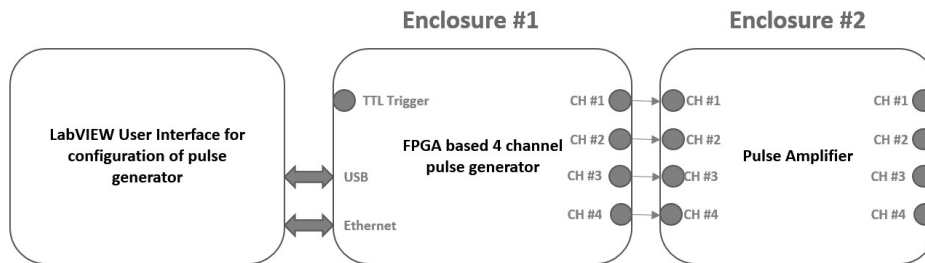 Enclosure #1
Enclosure #2
LabVIEW User Interface for
configuration of pulse
generator
TTL Trigger
USB
Ethernet
FPGA based 4 channel
pulse generator
CH #1
CH #2
CH #3
CH #4
CH #1
CH #2
CH #3
CH #4
Pulse Amplifier
CH #1
CH #2
CH #3
CH #4